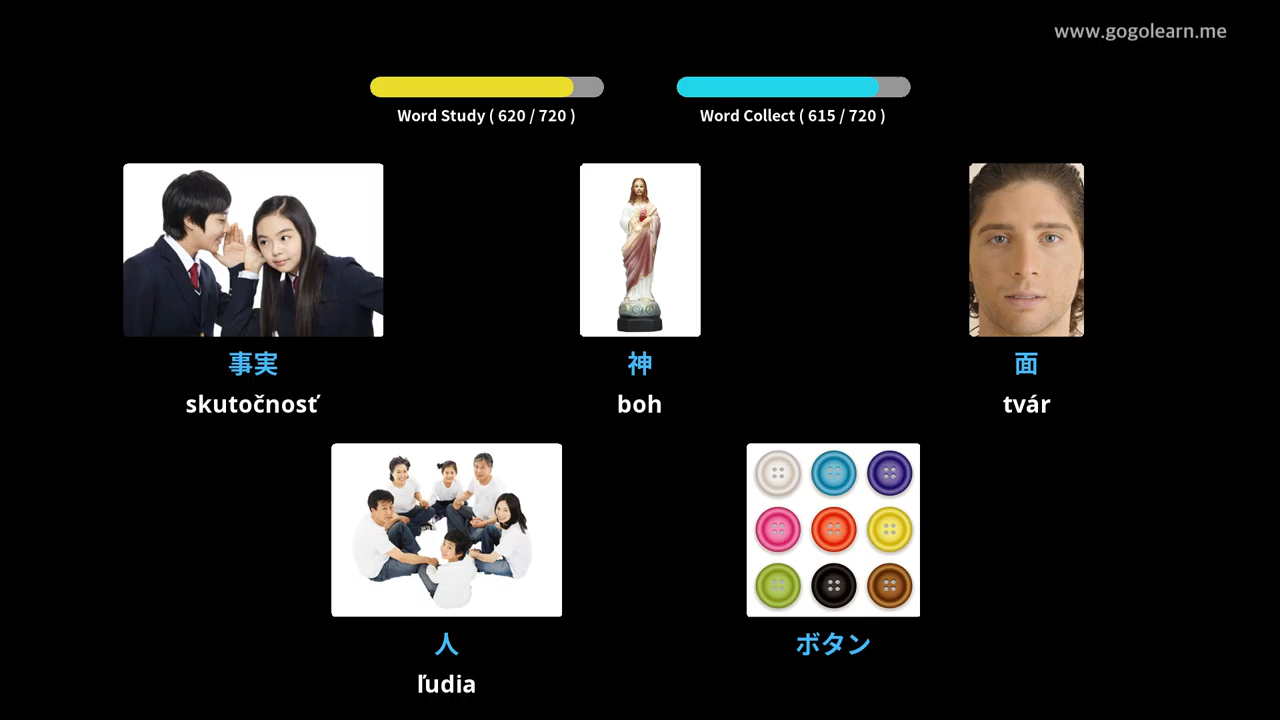 www.gogolearn.me
Word Study ( 620 / 720 )
Word Collect ( 615 / 720 )
事実
skutočnosť
神
boh
面
tvár
人
ľudia
ボタン